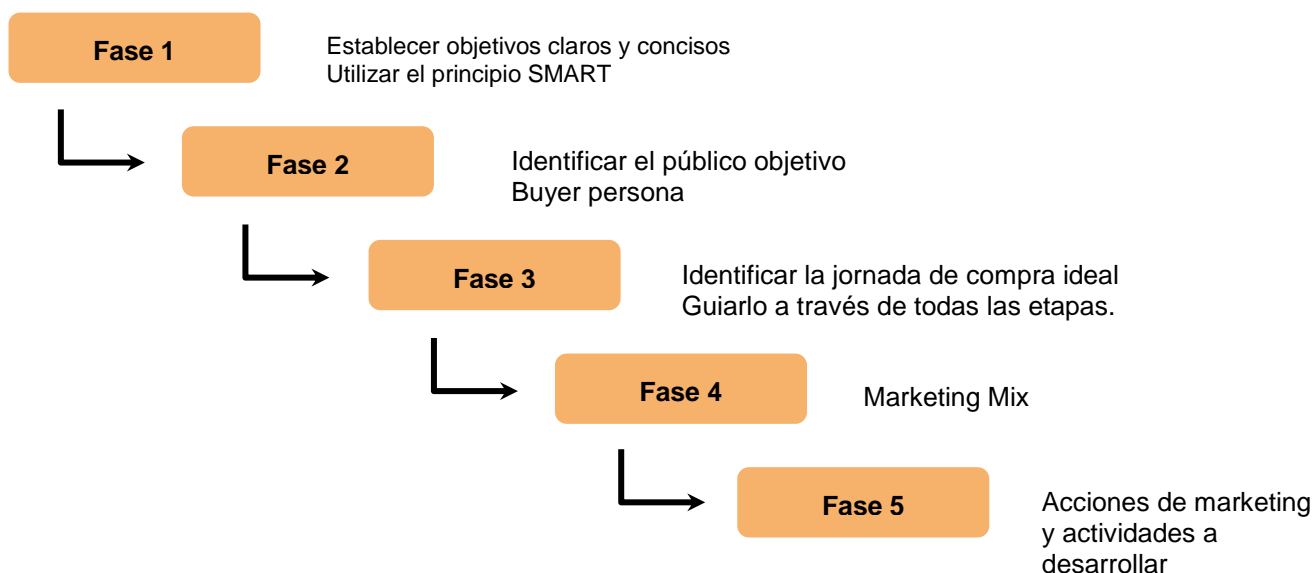 Fase 1
Establecer objetivos claros y concisos
Utilizar el principio SMART
Fase 2
Identificar el público objetivo
Buyer persona
Fase 3
Identificar la jornada de compra ideal
Guiarlo a través de todas las etapas.
Fase 4
Marketing Mix
Fase 5
Acciones de marketing
y actividades a
desarrollar